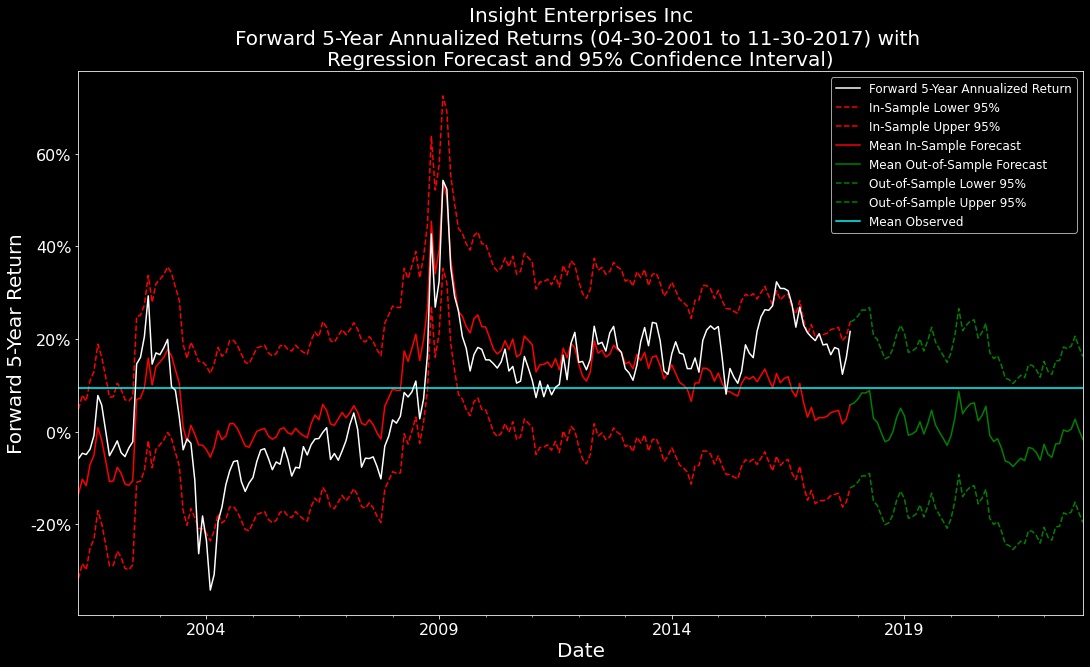 Insight Enterprises Inc
Forward 5-Year Annualized Returns (04-30-2001 to 11-30-2017) with
Regression Forecast and 95% Confidence Interval)
Forward 5-Year Annualized Return
In-Sample Lower 95%
In-Sample Upper 95%
Mean In-Sample Forecast
Mean Out-of-Sample Forecast
Out-of-Sample Lower 95%
Out-of-Sample Upper 95%
Mean Observed
Forward 5-Year Return
60%
40%
20%
0%
-20%
2004
2009
2014
2019
Date